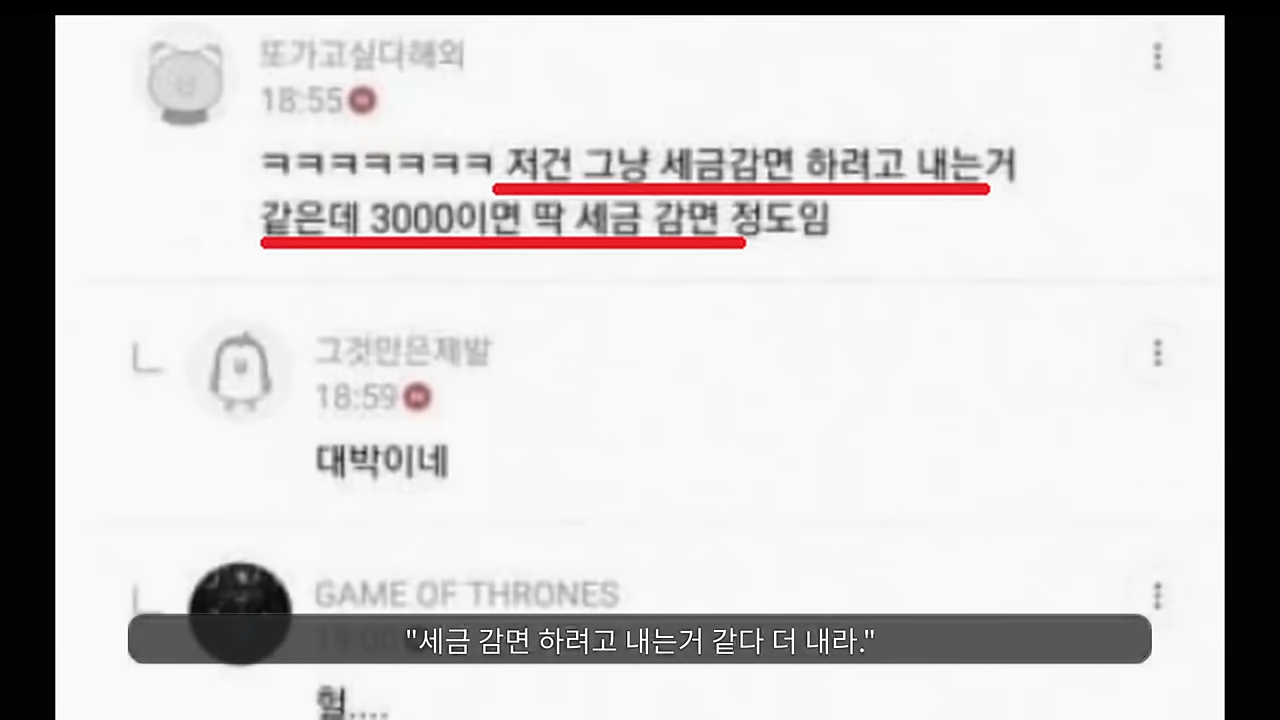 또가고싶다해외
18:55
ㅋㅋㅋㅋㅋㅋㅋ 저건 그냥 세금감면 하려고 내는거
같은데 3000이면 딱 세금 감면 정도임
그것만은제발
18:59
대박이네
GAME OF THRONES
"세금 감면 하려고 내는거 같다 더 내라."
헐....